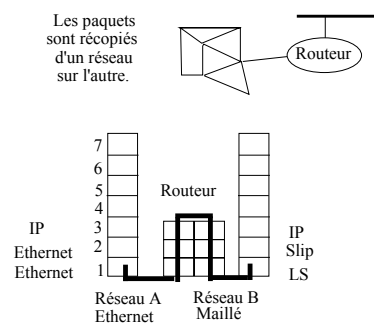 Les paquets
sont récopiés
d'un réseau
sur l'autre.
Routeur
7
6
5
4
3
2
1
Routeur
IP
Ethernet
Ethernet
IP
Slip
LS
Réseau A
Ethernet
Réseau B
Maillé